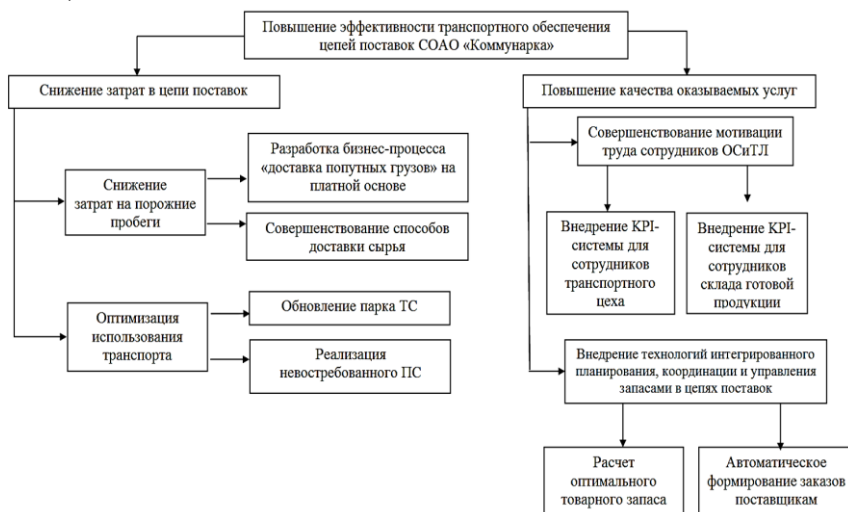 Повышение эффективности транспортного обеспечения
цепей поставок СОАО «Коммунарка»
Снижение затрат в цепи поставок
Повышение качества оказываемых услуг
Снижение
затрат на порожние
пробеги
Разработка бизнес-процесса
«доставка попутных грузов» на
платной основе
Совершенствование способов
доставки сырья
Оптимизация
использования
транспорта
Обновление парка ТС
Реализация
невостребованного ПС
Совершенствование мотивации
труда сотрудников ОСиТЛ
Внедрение KPI-
системы для
сотрудников
транспортного
цеха
Внедрение KPI-
системы для
сотрудников
склада готовой
продукции
Внедрение технологий интегрированного
планирования, координации и управления
запасами в цепях поставок
Расчет
оптимального
товарного запаса
Автоматическое
формирование заказов
поставщикам